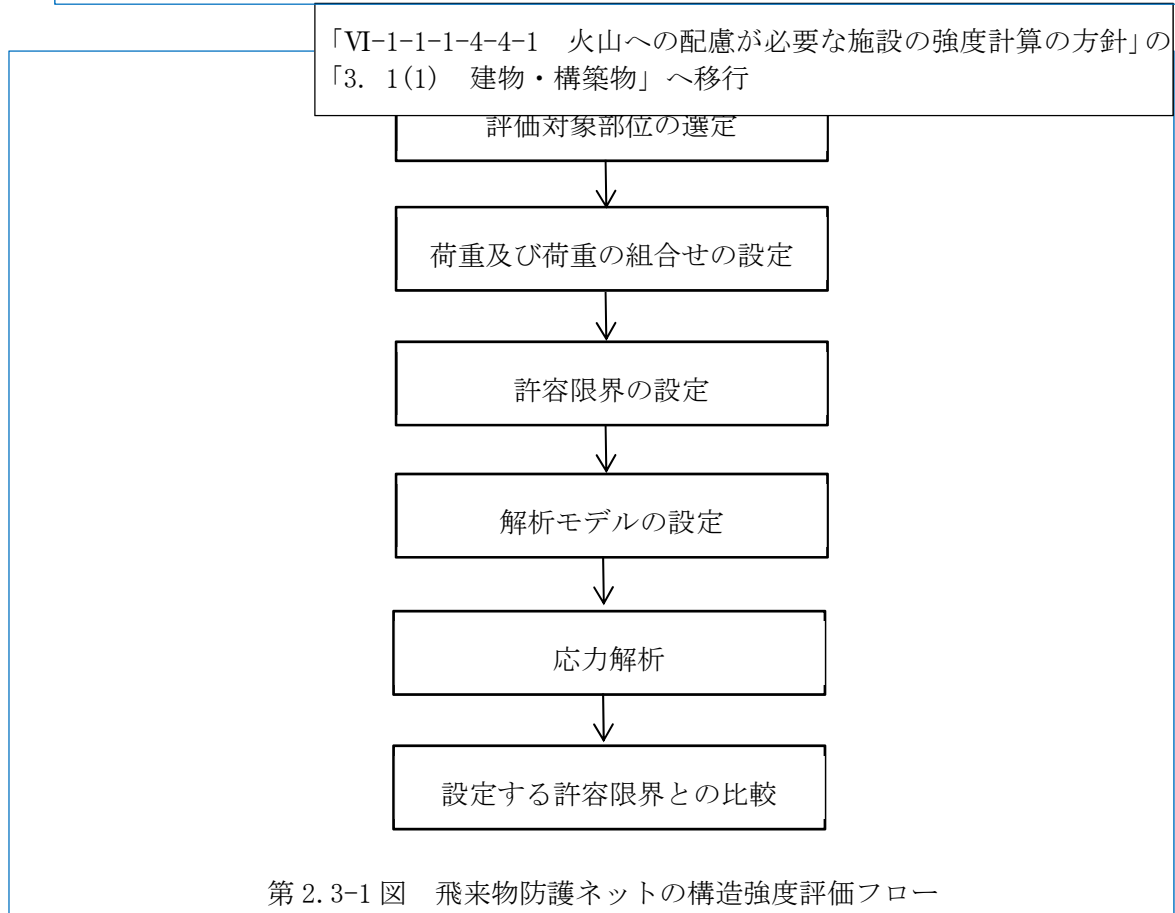 「Ⅵ-1-1-1-4-4-1　火山への配慮が必要な施設の強度計算の方針」の
「3. 1(1)　建物・構築物」へ移行
評価対象部位の選定
荷重及び荷重の組合せの設定
許容限界の設定
解析モデルの設定
応力解析
設定する許容限界との比較
第 2.3-1 図　飛来物防護ネットの構造強度評価フロー